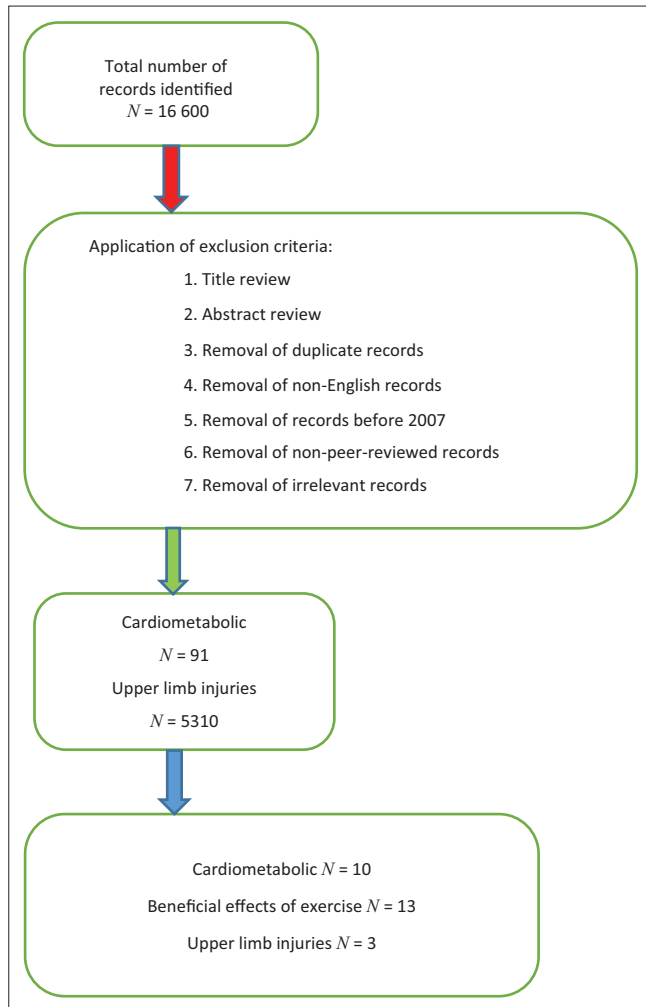 Total number of
records identified
N = 16 600
Application of exclusion criteria:
1. Title review
2. Abstract review
3. Removal of duplicate records
4. Removal of non-English records
5. Removal of records before 2007
6. Removal of non-peer-reviewed records
7. Removal of irrelevant records
Cardiometabolic
N = 91
Upper limb injuries
N = 5310
Cardiometabolic N = 10
Beneficial effects of exercise N = 13
Upper limb injuries N = 3